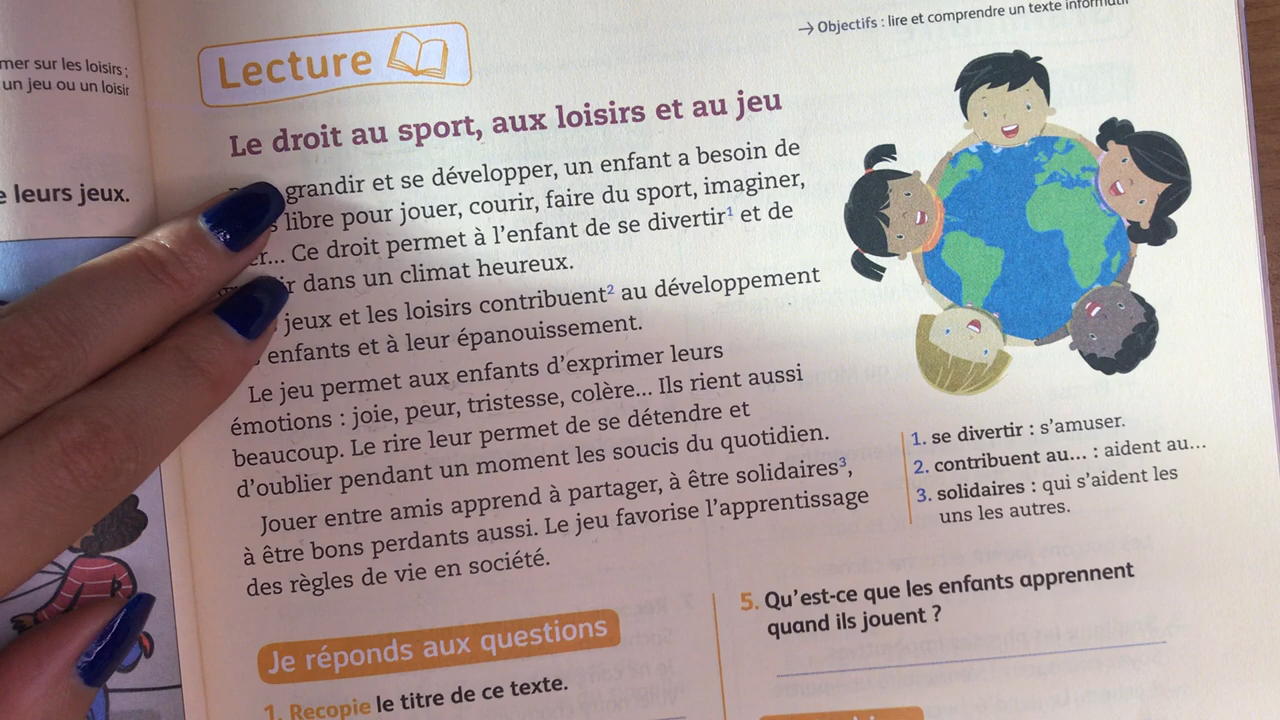 mer sur les loisirs ;
un jeu ou un loisir
leurs jeux.
→ Objectifs : lire et comprendre un texte
Lecture
Le droit au sport, aux loisirs et au jeu
grandir et se développer, un enfant a besoin de
libre pour jouer, courir, faire du sport, imaginer,
er... Ce droit permet à l'enfant de se divertir¹ et de
ir dans un climat heureux.
jeux et les loisirs contribuent² au développement
enfants et à leur épanouissement.
Le jeu permet aux enfants d'exprimer leurs
émotions : joie, peur, tristesse, colère... Ils rient aussi
beaucoup. Le rire leur permet de se détendre et
d'oublier pendant un moment les soucis du quotidien.
Jouer entre amis apprend à partager, à être solidaires³,
à être bons perdants aussi. Le jeu favorise l'apprentissage
des règles de vie en société.
1. se divertir : s'amuser.
2. contribuent au... : aident au...
3. solidaires : qui s'aident les
uns les autres.
Je réponds aux questions
1. Recopie le titre de ce texte.
5. Qu'est-ce que les enfants apprennent
quand ils jouent ?